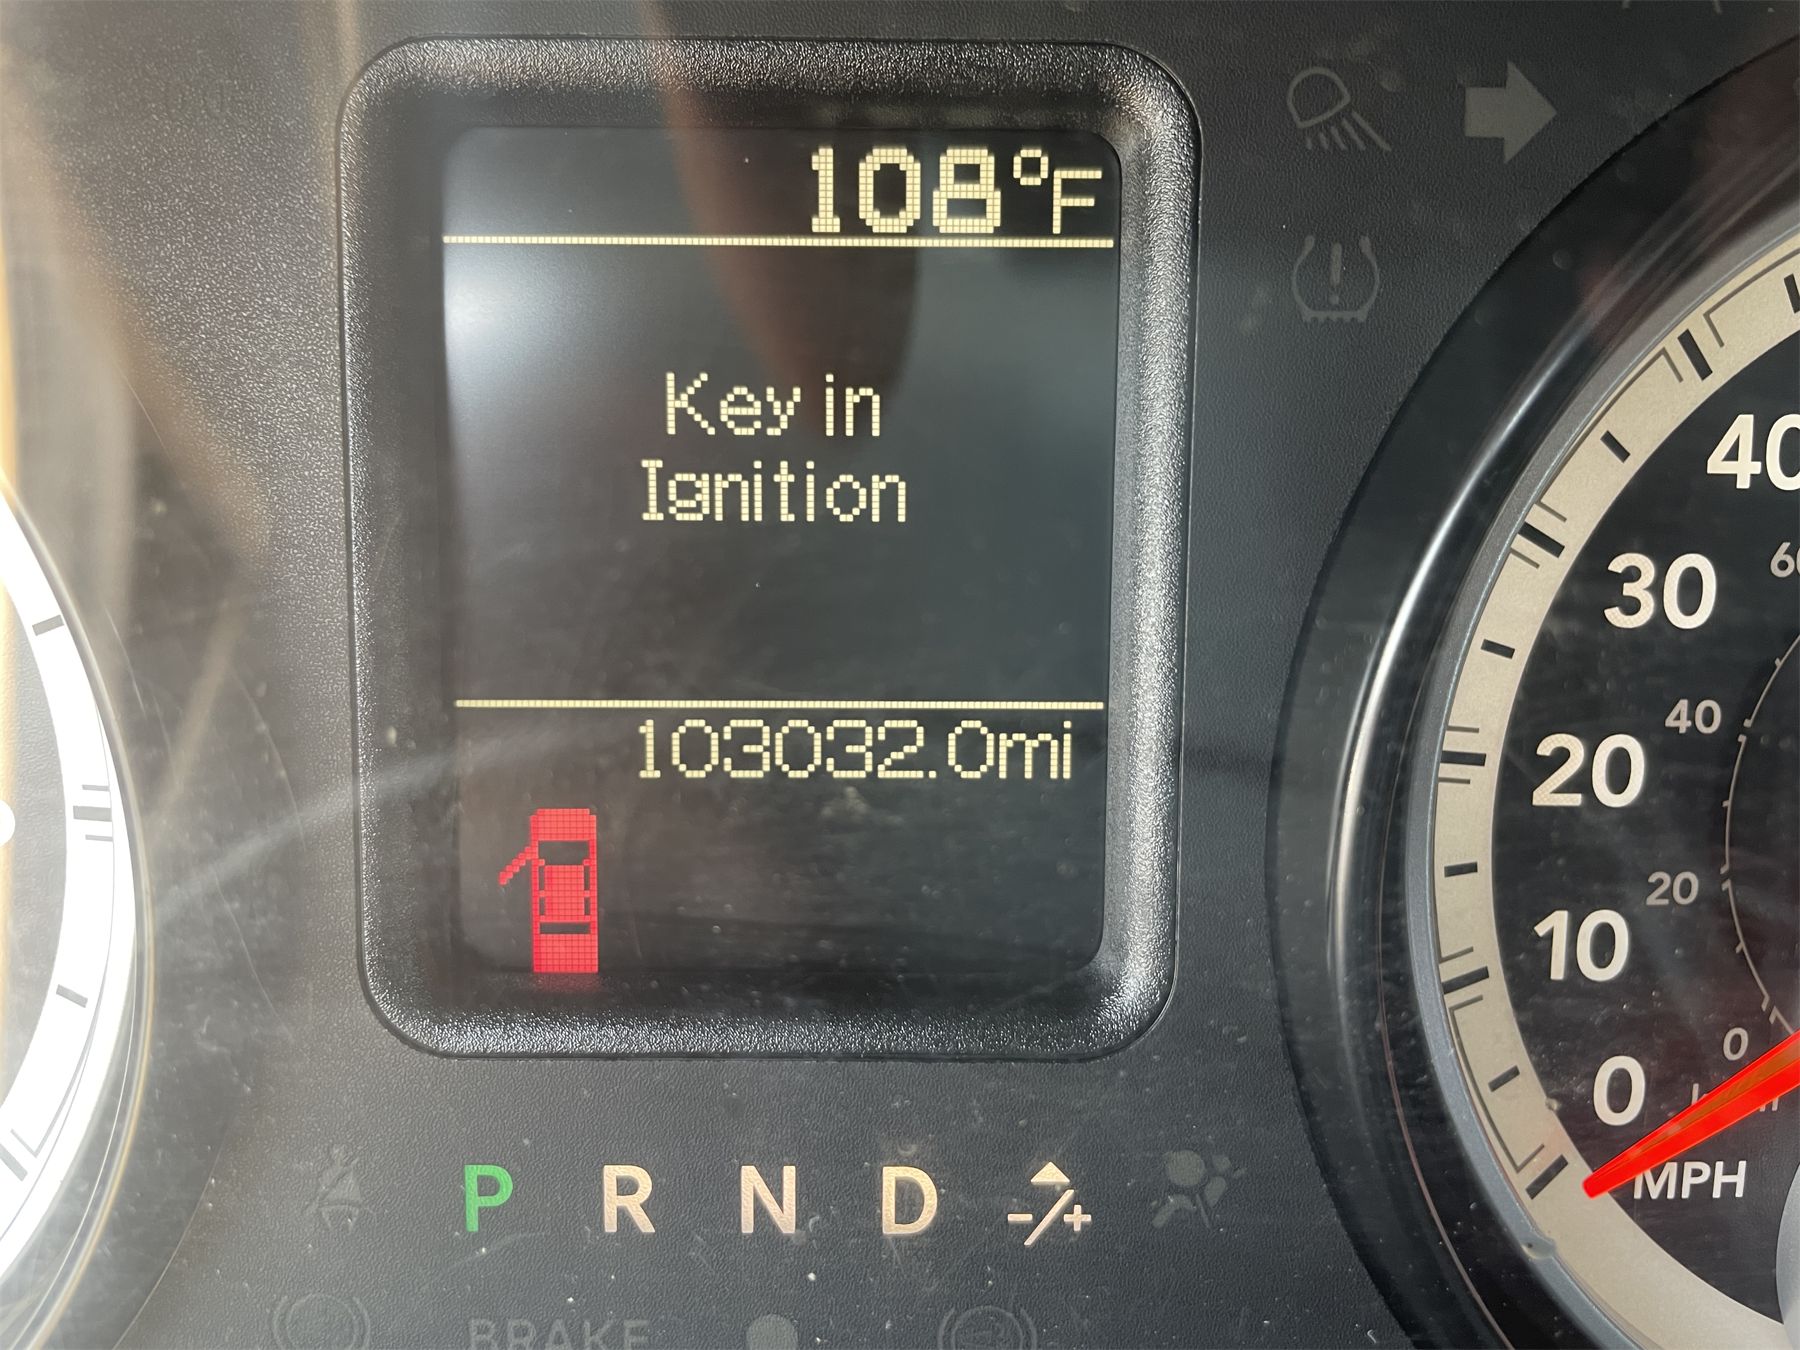 108°F
Key in
Ignition
103032.0mi
40
30
20
10
0
40
20
0
MPH
P R N D -/+
BRAKE